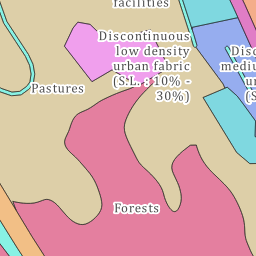 facilities
Discontinuous
low density
urban fabric
(S.L. : 10% -
30%)
Pastures
Forests